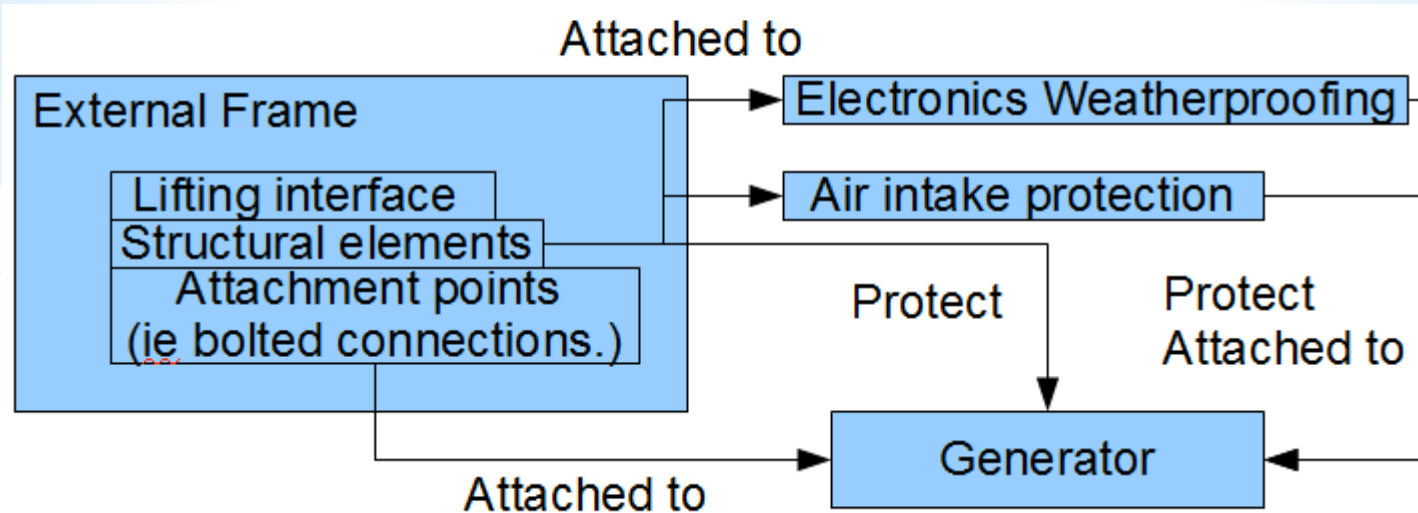 Attached to
External Frame
Electronics Weatherproofing
Lifting interface
Air intake protection
Structural elements
Attachment points
(ie bolted connections.)
Protect
Protect
Attached to
Generator
Attached to